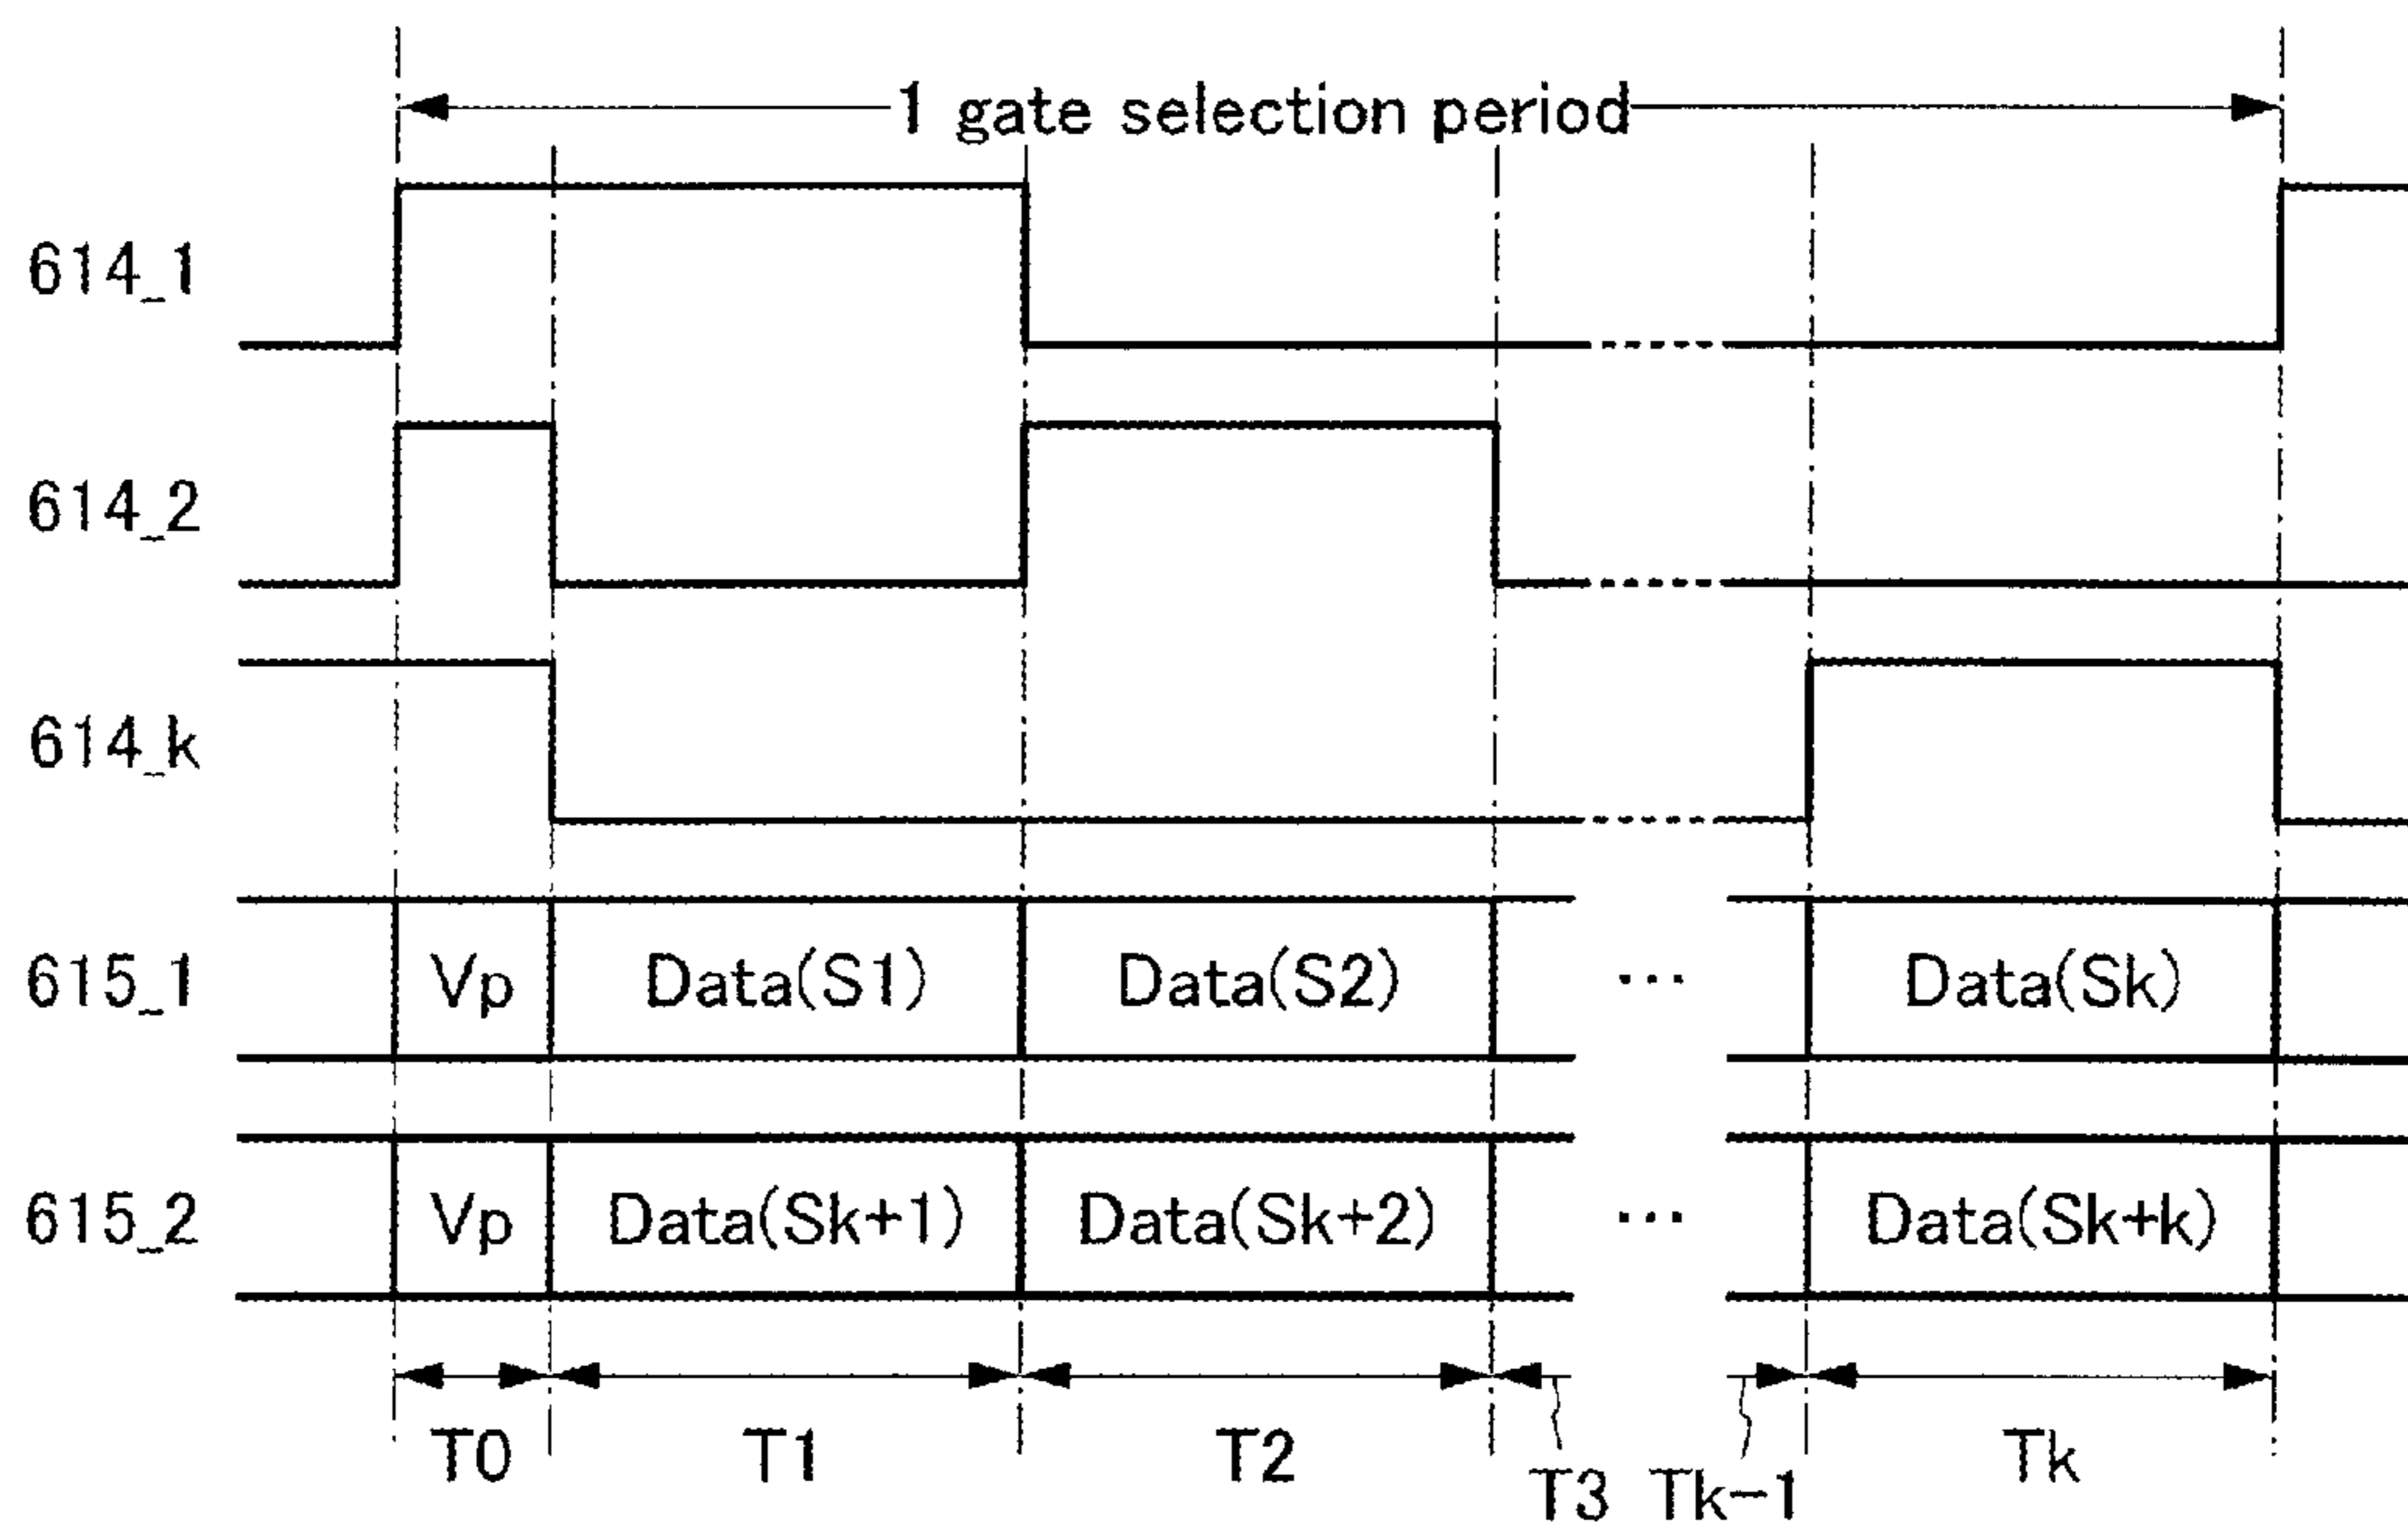 1 gate selection period
614_1
614_2
614_k
615_1 Vp Data(S1) Data(S2) ··· Data(Sk)
615_2 Vp Data(Sk+1) Data(Sk+2) ··· Data(Sk+k)
T0 T1 T2 T3 Tk-1 Tk